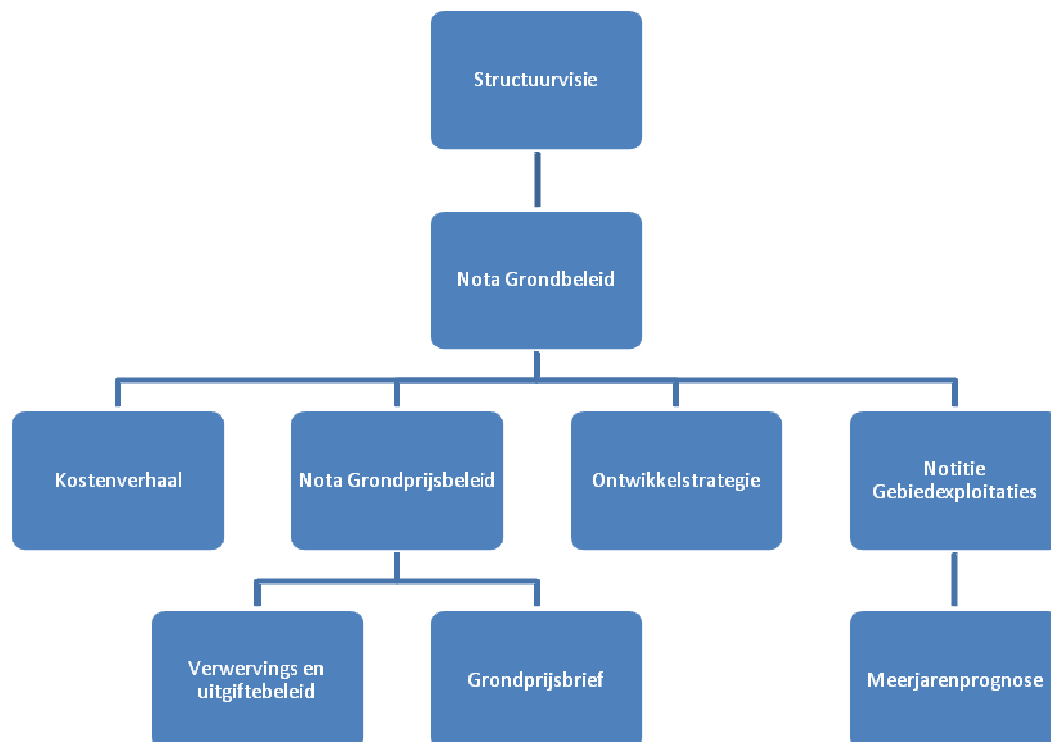 Structuurvisie
Nota Grondbeleid
Kostenverhaal
Nota Grondprijsbeleid
Ontwikkelstrategie
Notitie
Gebiedexploitaties
Verwervings en
uitgiftebeleid
Grondprijsbrief
Meerjarenprognose